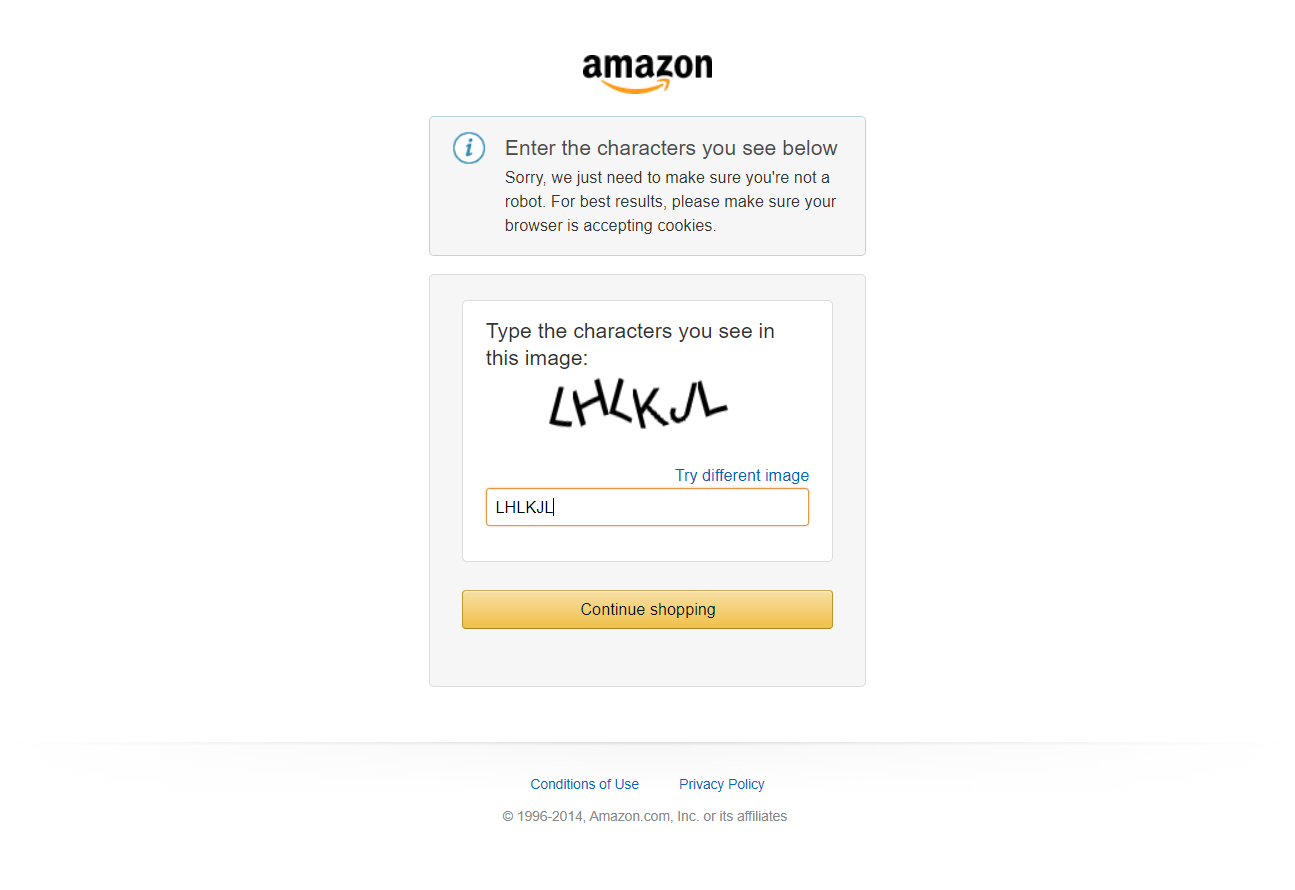 amazon
Enter the characters you see below
Sorry, we just need to make sure you're not a
robot. For best results, please make sure your
browser is accepting cookies.
Type the characters you see in
this image:
LHLKJL
Try different image
LHLKJL
Continue shopping
Conditions of Use Privacy Policy
© 1996-2014, Amazon.com, Inc. or its affiliates